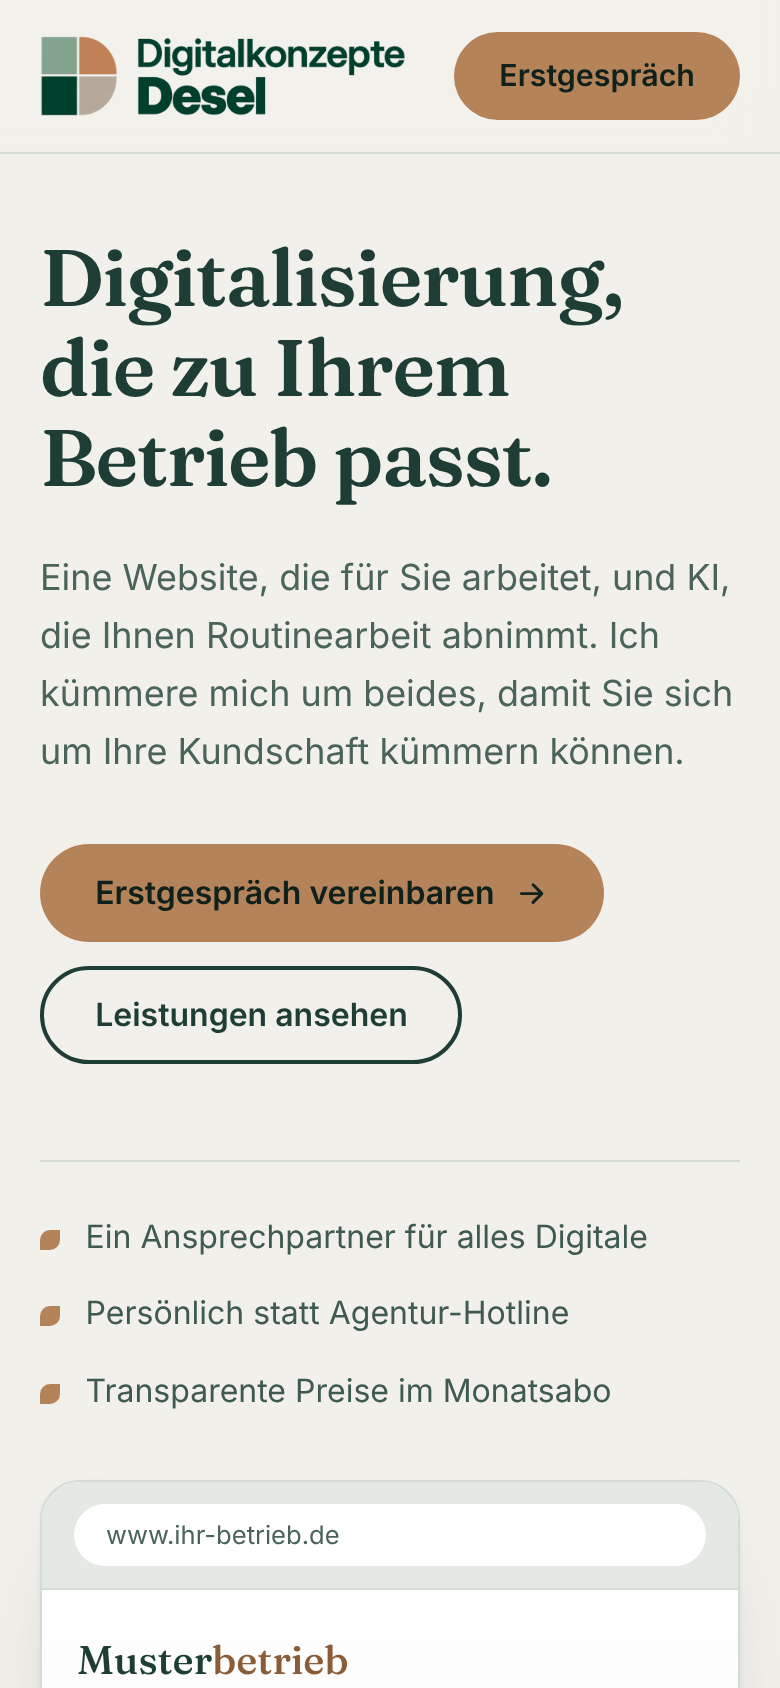 Digitalkonzepte
Desel
Erstgespräch
Digitalisierung,
die zu Ihrem
Betrieb passt.
Eine Website, die für Sie arbeitet, und KI,
die Ihnen Routinearbeit abnimmt. Ich
kümmere mich um beides, damit Sie sich
um Ihre Kundschaft kümmern können.
Erstgespräch vereinbaren →
Leistungen ansehen
Ein Ansprechpartner für alles Digitale
Persönlich statt Agentur-Hotline
Transparente Preise im Monatsabo
www.ihr-betrieb.de
Musterbetrieb